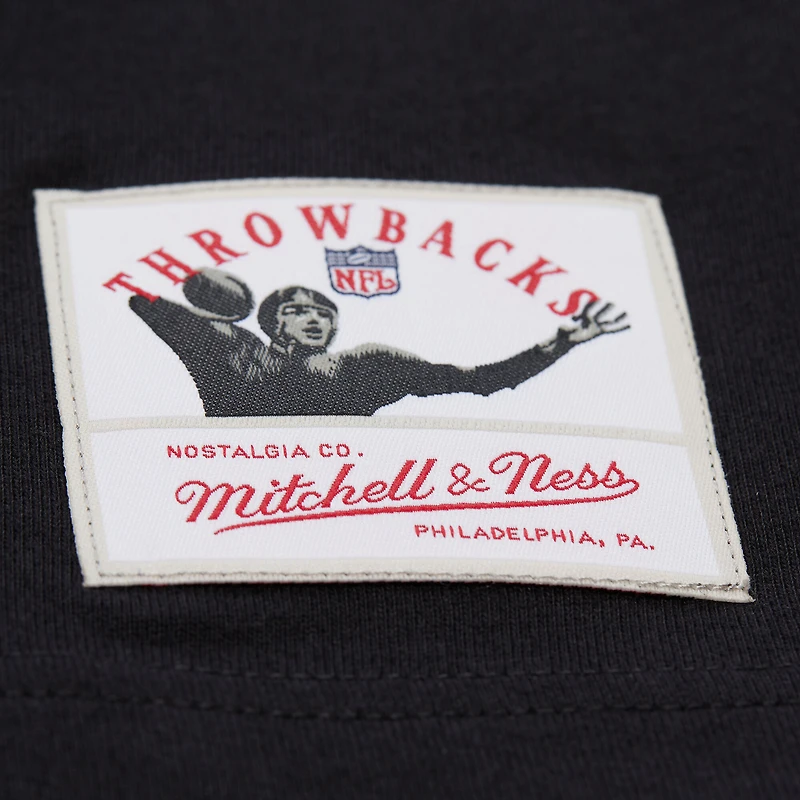 THROWBACKS
NFL
NOSTALGIA CO.
Mitchell & Ness
PHILADELPHIA, PA.